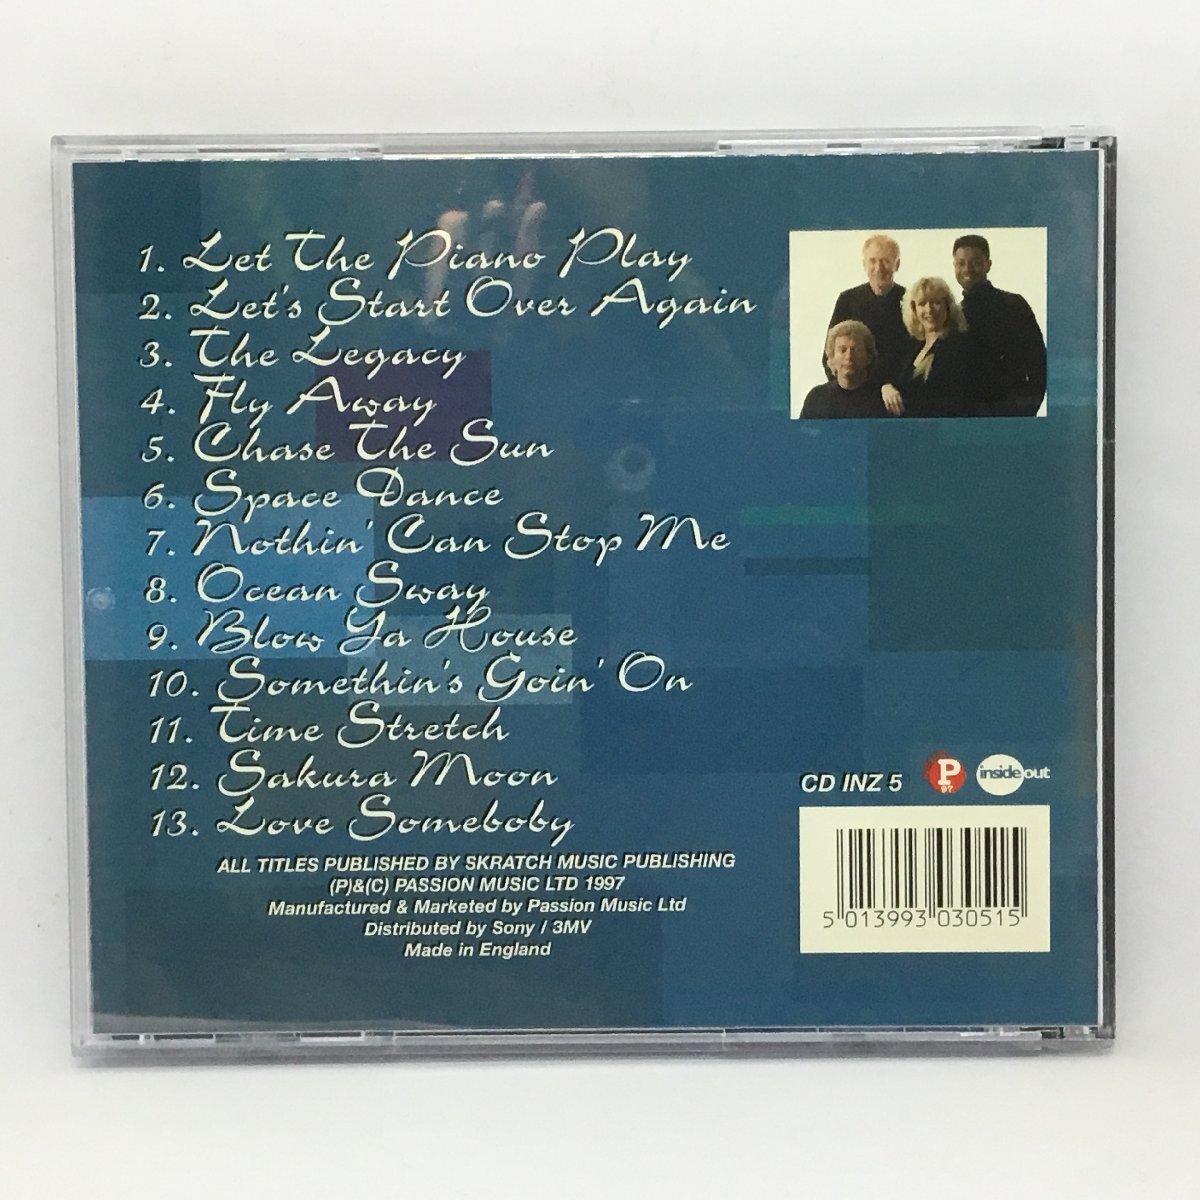 1. Let The Piano Play
2. Let's Start Over Again
3. The Legacy
4. Fly Away
5. Chase The Sun
6. Space Dance
7. Nothin' Can Stop Me
8. Ocean Sway
9. Blow Ya House
10. Somethin's Goin' On
11. Time Stretch
12. Sakura Moon
13. Love Someboby
ALL TITLES PUBLISHED BY SKRATCH MUSIC PUBLISHING
(P)&(C) PASSION MUSIC LTD 1997
Manufactured & Marketed by Passion Music Ltd
Distributed by Sony / 3MV
Made in England
CD INZ 5
P
97
inside out
5 013993 030515